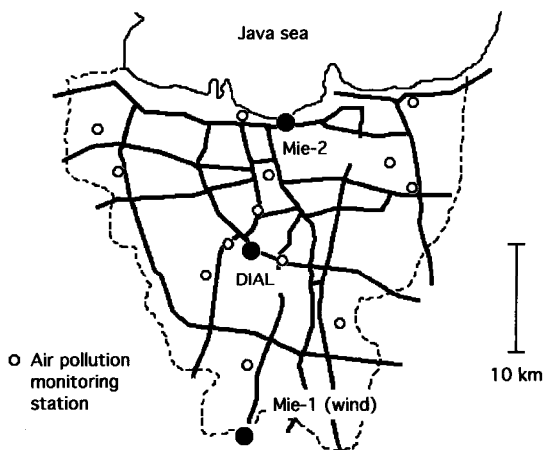 Java sea
Mie-2
DIAL
10 km
Air pollution
monitoring
station
Mie-1 (wind)